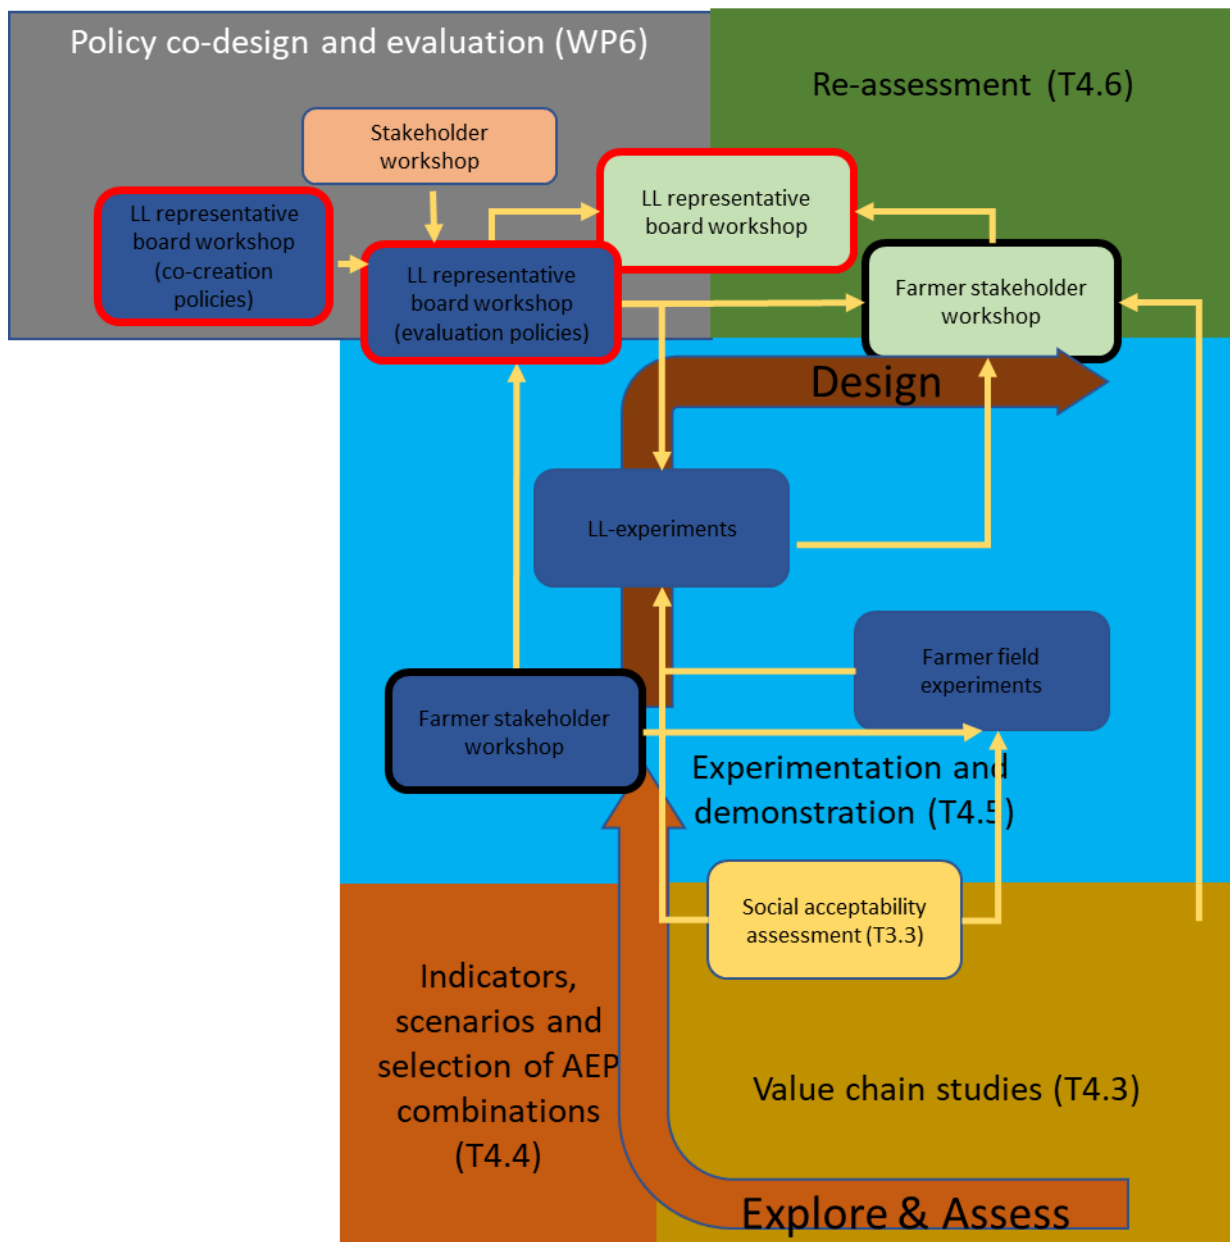 Policy co-design and evaluation (WP6)
Re-assessment (T4.6)
Stakeholder
workshop
LL representative
board workshop
(co-creation
policies)
LL representative
board workshop
LL representative
board workshop
(evaluation policies)
Farmer stakeholder
workshop
Design
LL-experiments
Farmer field
experiments
Farmer stakeholder
workshop
Experimentation and
demonstration (T4.5)
Social acceptability
assessment (T3.3)
Indicators,
scenarios and
selection of AEP
combinations
(T4.4)
Value chain studies (T4.3)
Explore & Assess